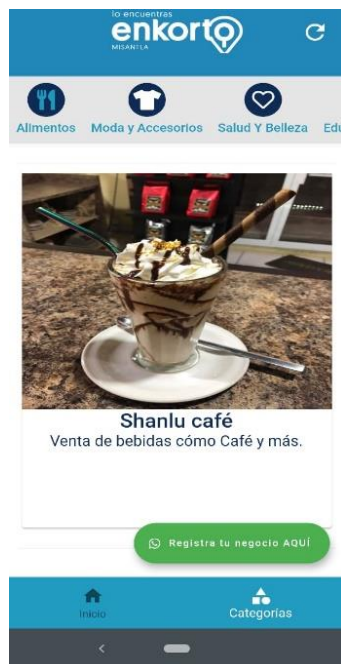 lo encuentras
enkorto
MISANTLA
Alimentos Moda y Accesorios Salud Y Belleza Edu
Shanlu café
Venta de bebidas cómo Café y más.
Registra tu negocio AQUÍ
Inicio Categorías